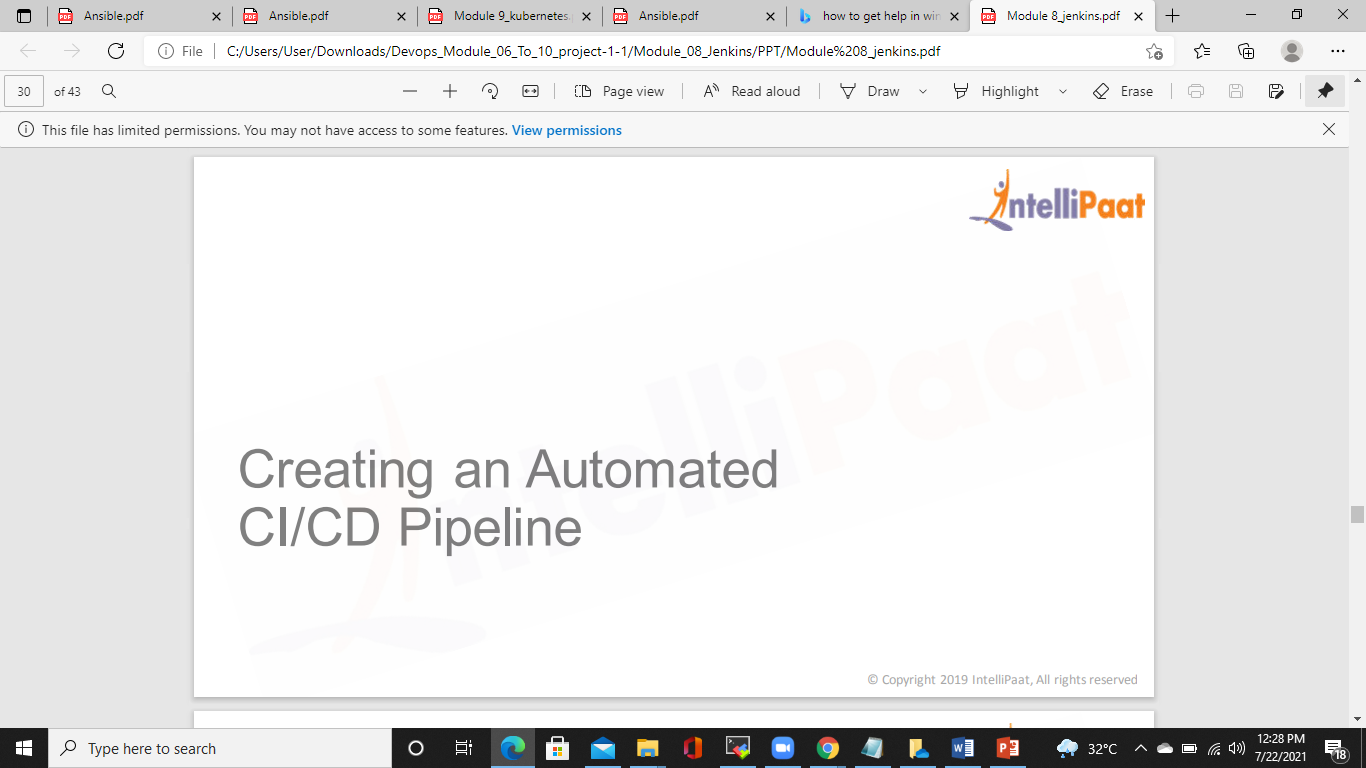 Ansible.pdf
Ansible.pdf
Module 9_kubernetes.
Ansible.pdf
how to get help in win
Module 8_jenkins.pdf
File
C:/Users/User/Downloads/Devops_Module_06_To_10_project-1-1/Module_08_Jenkins/PPT/Module%208_jenkins.pdf
30 of 43
Page view
Read aloud
Draw
Highlight
Erase
This file has limited permissions. You may not have access to some features. View permissions
IntelliPaat
Creating an Automated
CI/CD Pipeline
© Copyright 2019 IntelliPaat, All rights reserved
Type here to search
32°C
12:28 PM
7/22/2021
18